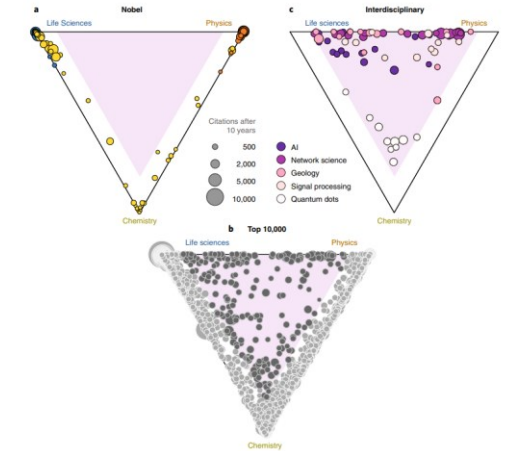 a
Nobel
Life Sciences
Physics
Chemistry
Citations after
10 years
500
2,000
5,000
10,000
c
Interdisciplinary
Life sciences
Physics
AI
Network science
Geology
Signal processing
Quantum dots
Chemistry
b
Top 10,000
Life sciences
Physics
Chemistry